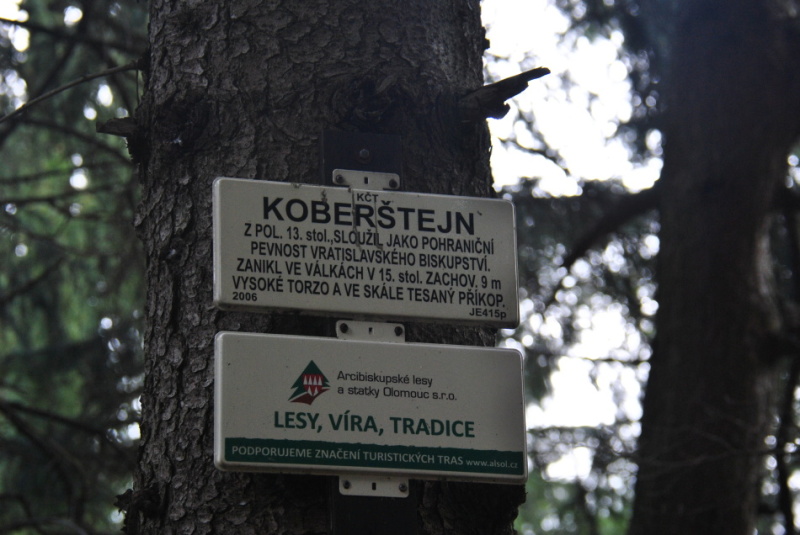 KČT
KOBERŠTEJN
Z POL. 13. stol.,SLOUŽIL JAKO POHRANIČNÍ
PEVNOST VRATISLAVSKÉHO BISKUPSTVÍ.
ZANIKL VE VÁLKÁCH V 15. stol. ZACHOV. 9 m
VYSOKÉ TORZO A VE SKÁLE TESANÝ PŘÍKOP.
2006 JE415p
Arcibiskupské lesy
a statky Olomouc s.r.o.
LESY, VÍRA, TRADICE
PODPORUJEME ZNAČENÍ TURISTICKÝCH TRAS www.alsol.cz